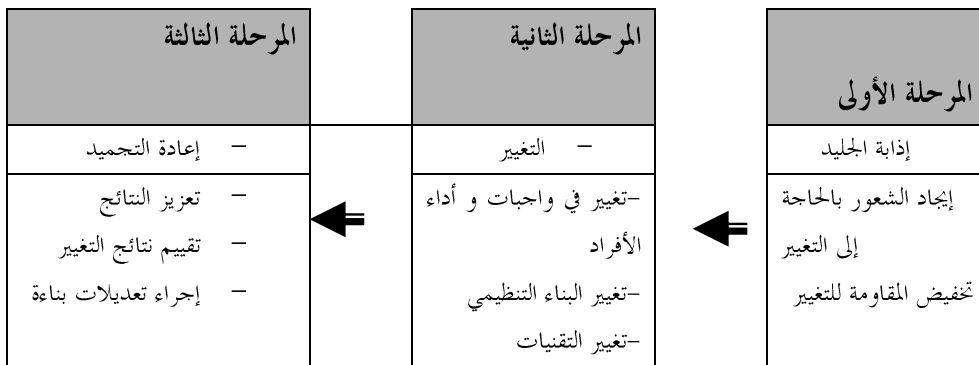 المرحلة الأولى
إذابة الجليد
إيجاد الشعور بالحاجة
إلى التغيير
تخفيض المقاومة للتغيير
المرحلة الثانية
– التغيير
–تغيير في واجبات و أداء
الأفراد
–تغيير البناء التنظيمي
–تغيير التقنيات
المرحلة الثالثة
– إعادة التجميد
– تعزيز النتائج
– تقييم نتائج التغيير
– إجراء تعديلات بناءة